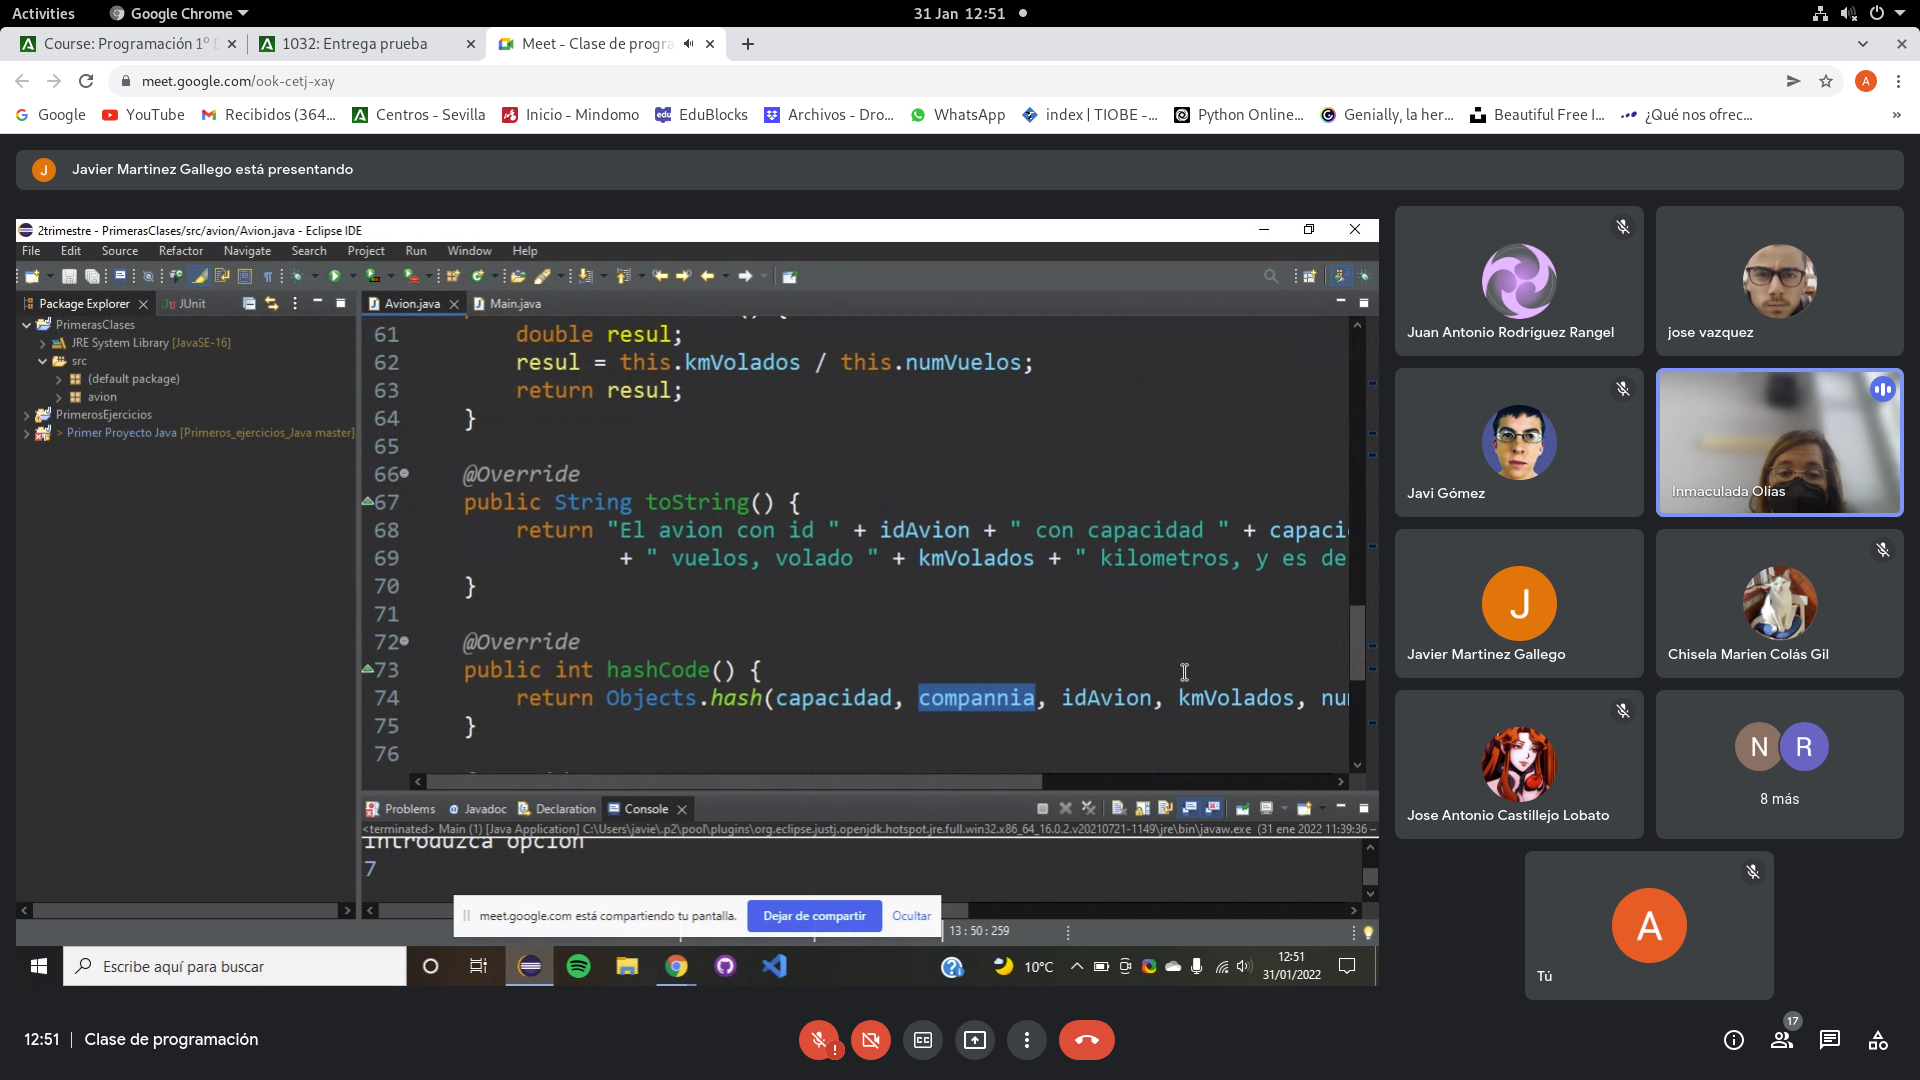 Activities
Google Chrome
31 Jan 12:51
Course: Programación 1º D
1032: Entrega prueba
Meet - Clase de progra
meet.google.com/ook-cetj-xay
A
Google
YouTube
Recibidos (364...
Centros - Sevilla
Inicio - Mindomo
EduBlocks
Archivos - Dro...
WhatsApp
index | TIOBE -...
Python Online...
Genially, la her...
Beautiful Free I...
¿Qué nos ofrec...
»
J
Javier Martinez Gallego está presentando
2trimestre - PrimerasClases/src/avion/Avion.java - Eclipse IDE
File Edit Source Refactor Navigate Search Project Run Window Help
Package Explorer
JUnit
PrimerasClases
JRE System Library [JavaSE-16]
src
(default package)
avion
PrimerosEjercicios
> Primer Proyecto Java [Primeros_ejercicios_Java master]
Avion.java
Main.java
61 double resul;
62 resul = this.kmVolados / this.numVuelos;
63 return resul;
64 }
65
66 @Override
67 public String toString() {
68 return "El avion con id " + idAvion + " con capacidad " + capaci
69 + " vuelos, volado " + kmVolados + " kilometros, y es de
70 }
71
72 @Override
73 public int hashCode() {
74 return Objects.hash(capacidad, compannia, idAvion, kmVolados, nu
75 }
76
Problems
Javadoc
Declaration
Console
<terminated> Main (1) [Java Application] C:\Users\javie\.p2\pool\plugins\org.eclipse.justj.openjdk.hotspot.jre.full.win32.x86_64_16.0.2.v20210721-1149\jre\bin\javaw.exe (31 ene 2022 11:39:36 –
Introduzca opcion
7
meet.google.com está compartiendo tu pantalla.
Dejar de compartir
Ocultar
13 : 50 : 259
Escribe aquí para buscar
10°C
12:51
31/01/2022
Juan Antonio Rodríguez Rangel
jose vazquez
Javi Gómez
Inmaculada Olías
J
Javier Martinez Gallego
Chisela Marien Colás Gil
Jose Antonio Castillejo Lobato
N
R
8 más
A
Tú
12:51
Clase de programación
17